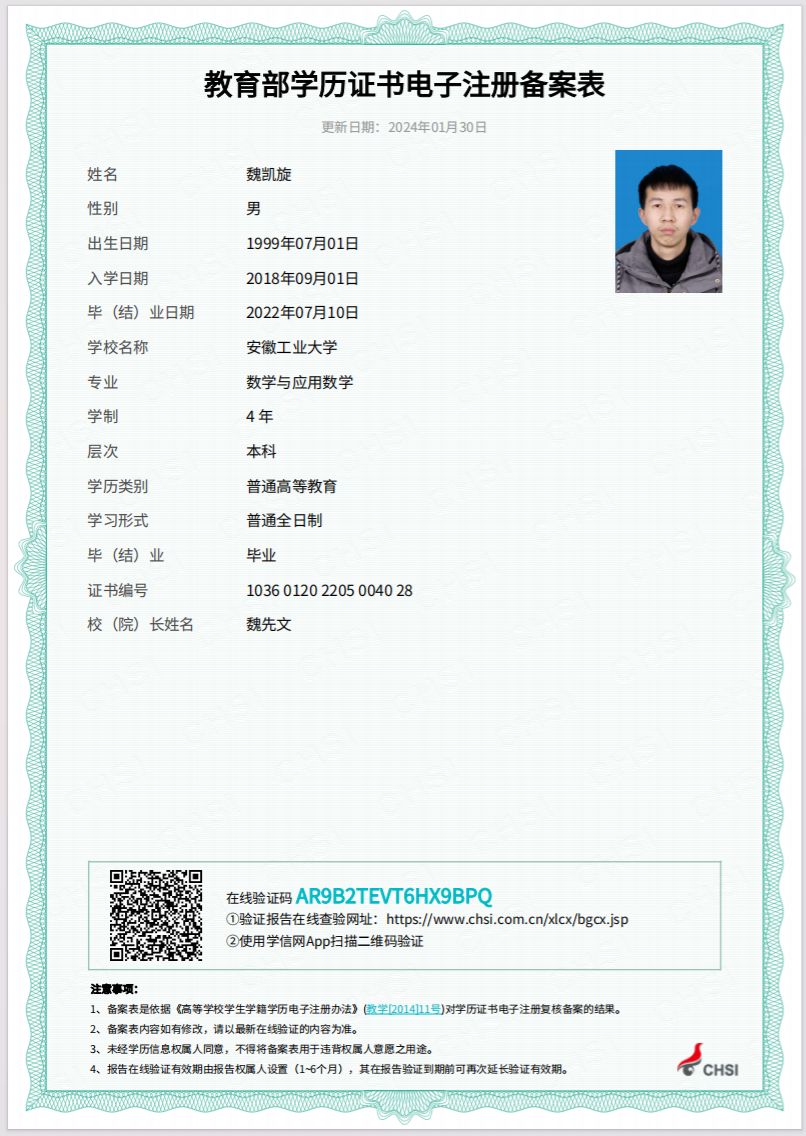 教育部学历证书电子注册备案表
更新日期：2024年01月30日
姓名 魏凯旋
性别 男
出生日期 1999年07月01日
入学日期 2018年09月01日
毕（结）业日期 2022年07月10日
学校名称 安徽工业大学
专业 数学与应用数学
学制 4 年
层次 本科
学历类别 普通高等教育
学习形式 普通全日制
毕（结）业 毕业
证书编号 1036 0120 2205 0040 28
校（院）长姓名 魏先文
在线验证码 AR9B2TEVT6HX9BPQ
①验证报告在线查验网址：https://www.chsi.com.cn/xlcx/bgcx.jsp
②使用学信网App扫描二维码验证
注意事项：
1、备案表是依据《高等学校学生学籍学历电子注册办法》(教学[2014]11号)对学历证书电子注册复核备案的结果。
2、备案表内容如有修改，请以最新在线验证的内容为准。
3、未经学历信息权属人同意，不得将备案表用于违背权属人意愿之用途。
4、报告在线验证有效期由报告权属人设置（1~6个月），其在报告验证到期前可再次延长验证有效期。
CHSI